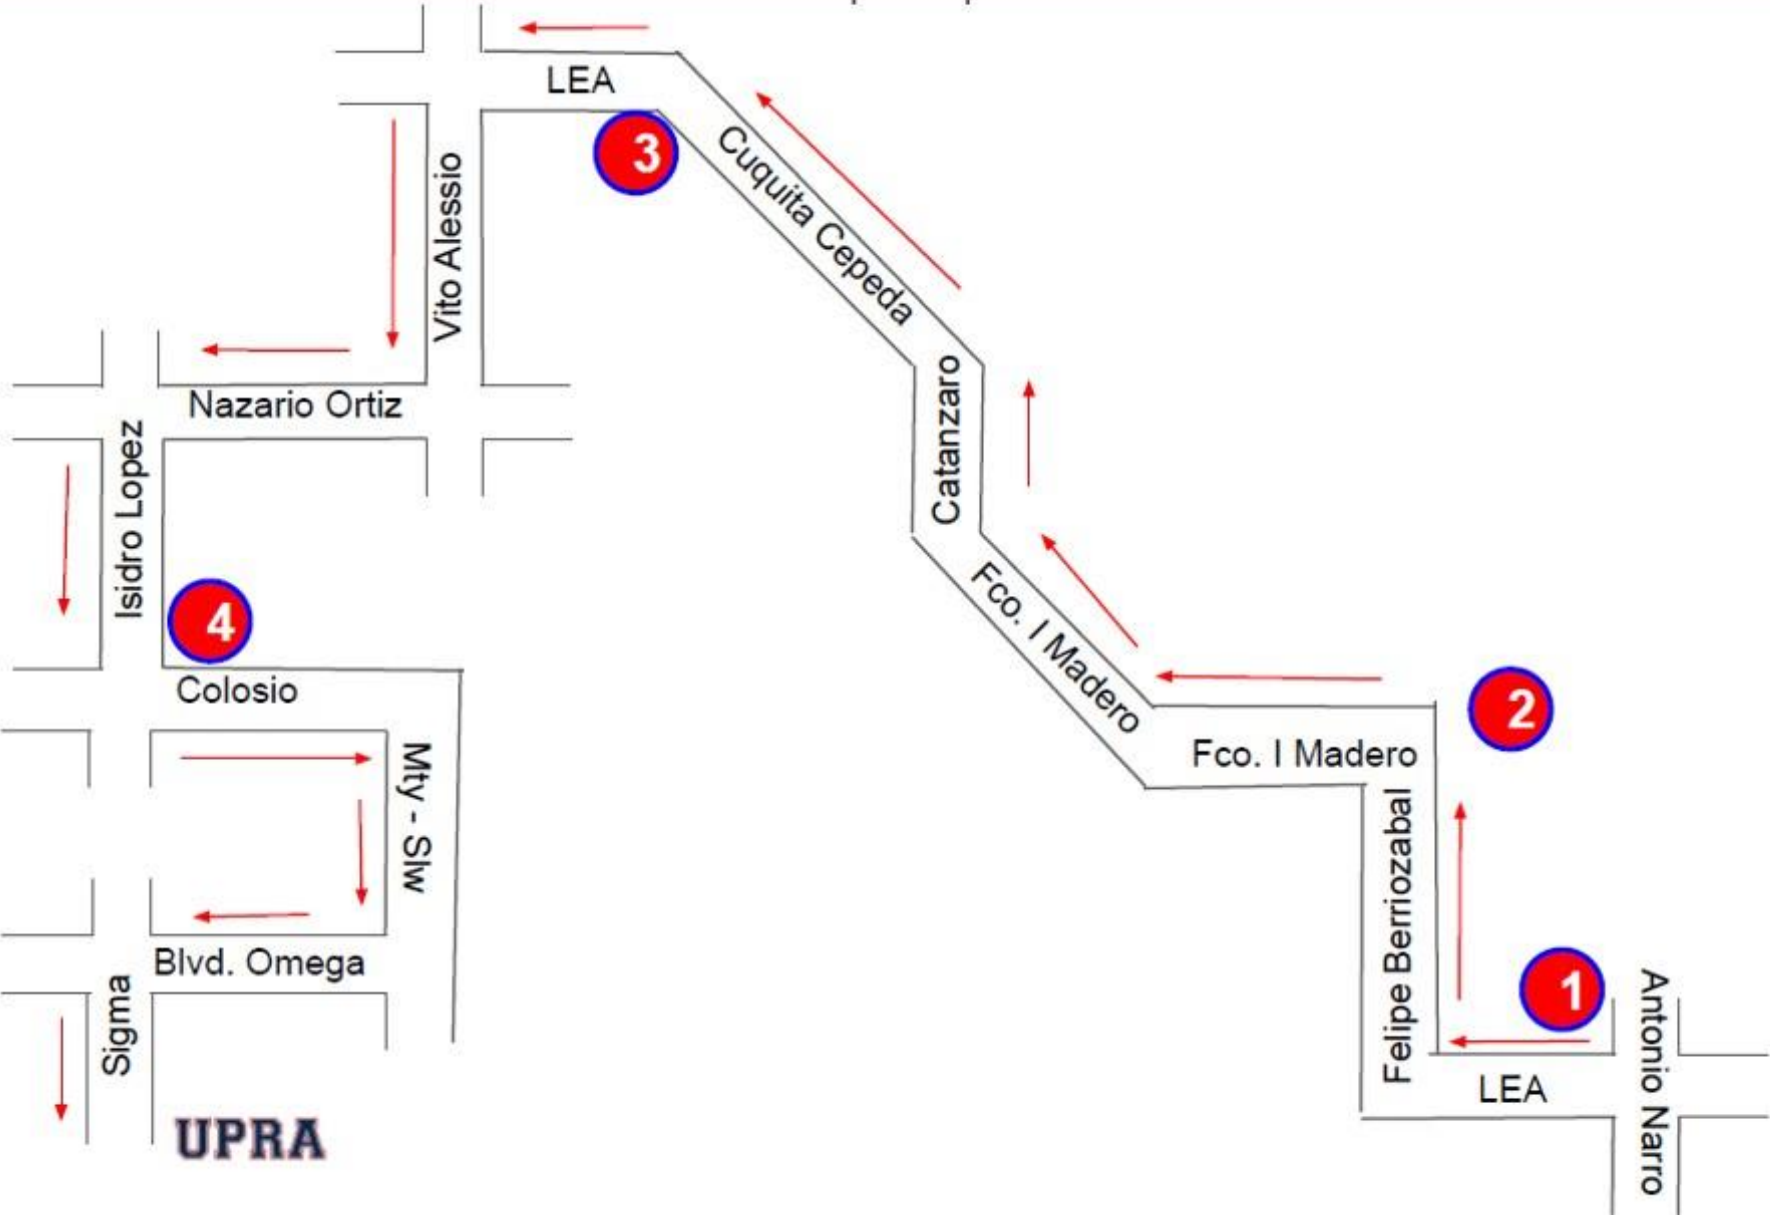 LEA
3
Cuquita Cepeda
Vito Alessio
Catanzaro
Nazario Ortiz
Isidro Lopez
4
Fco. I Madero
Colosio
2
Fco. I Madero
Mty - Slw
Felipe Berriozabal
Blvd. Omega
1
Antonio Narro
Sigma
LEA
UPRA